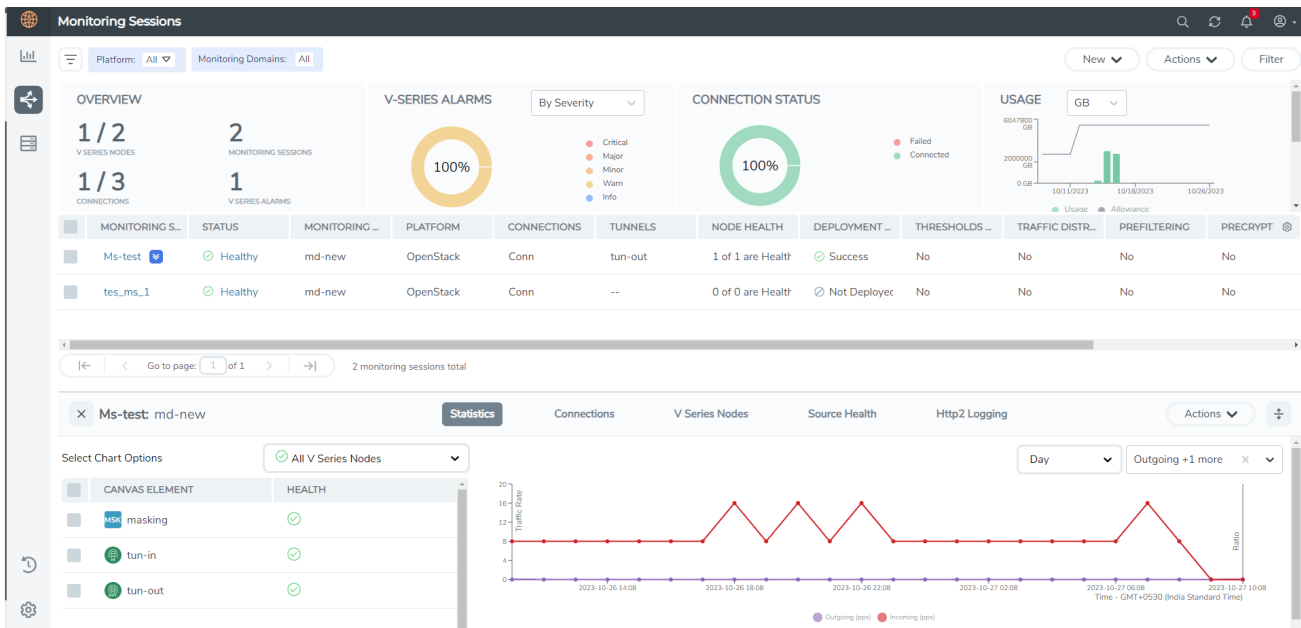 Monitoring Sessions
3
Platform: All
Monitoring Domains: All
New
Actions
Filter
OVERVIEW
1 / 2
V SERIES NODES
2
MONITORING SESSIONS
1 / 3
CONNECTIONS
1
V SERIES ALARMS
V-SERIES ALARMS
By Severity
100%
Critical
Major
Minor
Warn
Info
CONNECTION STATUS
100%
Failed
Connected
USAGE
GB
6047800
GB
2000000
GB
0 GB
10/11/2023 10/18/2023 10/26/2023
Usage Allowance
MONITORING S... STATUS MONITORING ... PLATFORM CONNECTIONS TUNNELS NODE HEALTH DEPLOYMENT ... THRESHOLDS ... TRAFFIC DISTR... PREFILTERING PRECRYPT
Ms-test Healthy md-new OpenStack Conn tun-out 1 of 1 are Healt Success No No No No
tes_ms_1 Healthy md-new OpenStack Conn -- 0 of 0 are Healt Not Deployec No No No No
Go to page: 1 of 1
2 monitoring sessions total
Ms-test: md-new
Statistics
Connections
V Series Nodes
Source Health
Http2 Logging
Actions
Select Chart Options
All V Series Nodes
Day
Outgoing +1 more
CANVAS ELEMENT HEALTH
MSK masking
tun-in
tun-out
20
16
12
8
4
0
Traffic Rate
Ratio
2023-10-26 14:08 2023-10-26 18:08 2023-10-26 22:08 2023-10-27 02:08 2023-10-27 06:08 2023-10-27 10:08
Time - GMT+0530 (India Standard Time)
Outgoing (pps) Incoming (pps)